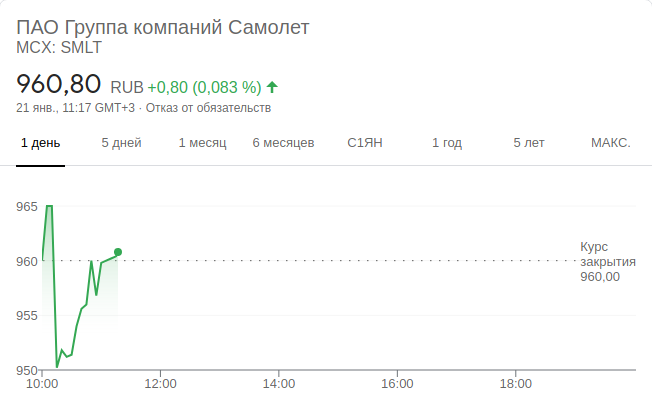 ПАО Группа компаний Самолет
MCX: SMLT
960,80 RUB +0,80 (0,083 %)
21 янв., 11:17 GMT+3 · Отказ от обязательств
1 день 5 дней 1 месяц 6 месяцев С1ЯН 1 год 5 лет МАКС.
965
960
955
950
Курс
закрытия
960,00
10:00 12:00 14:00 16:00 18:00